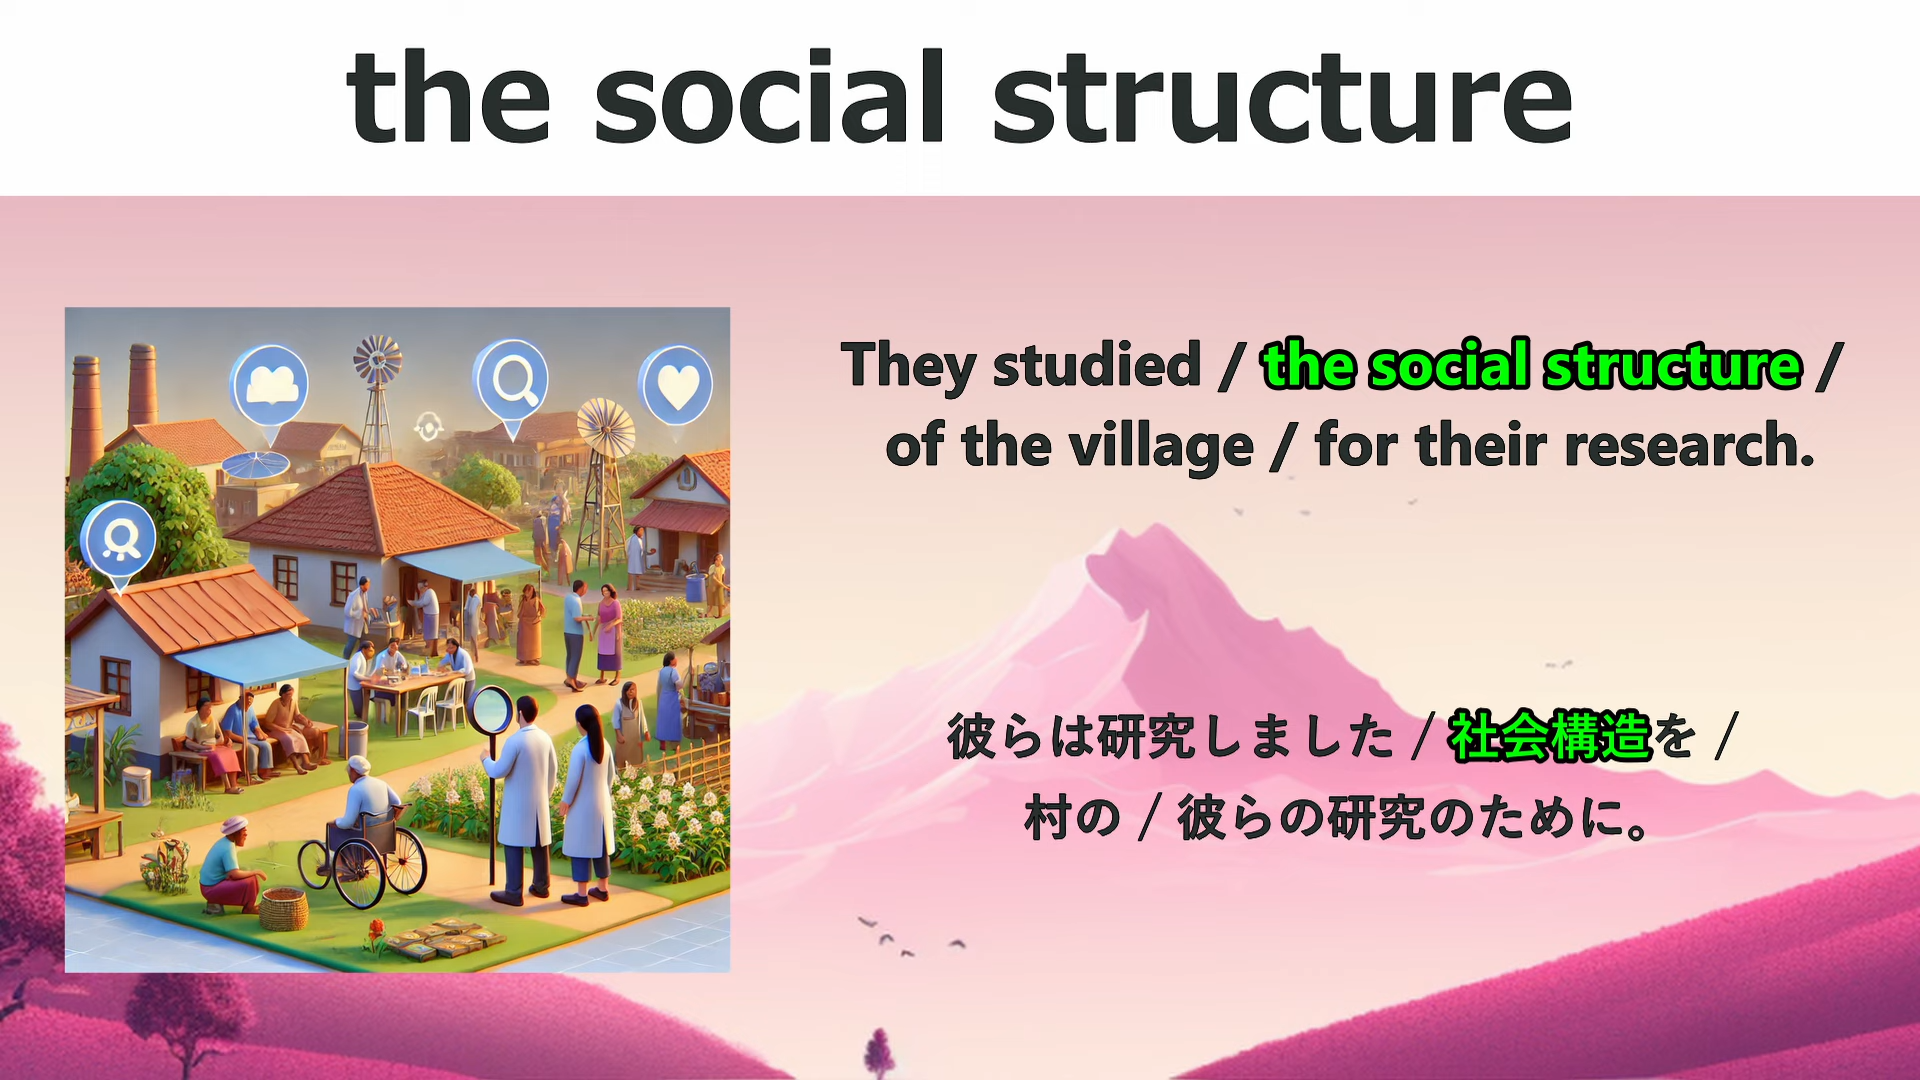 the social structure
They studied / the social structure /
of the village / for their research.
彼らは研究しました / 社会構造を /
村の / 彼らの研究のために。